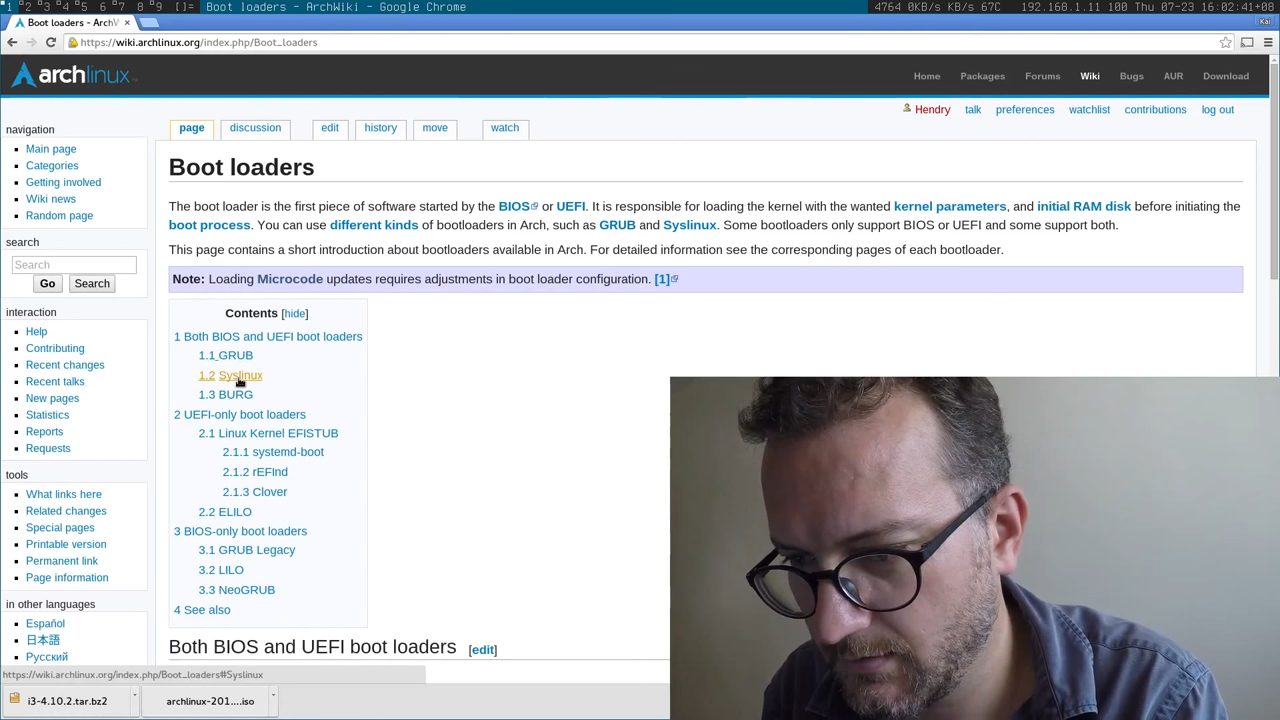 1 2 3 4 5 6 7 8 9 []= Boot loaders - ArchWiki - Google Chrome 4764 0KB/s KB/s 67C 192.168.1.11 100 Thu 07-23 16:02:41+08
Boot loaders - ArchW × Kai
https://wiki.archlinux.org/index.php/Boot_loaders
archlinux Home Packages Forums Wiki Bugs AUR Download
Hendry talk preferences watchlist contributions log out
page discussion edit history move watch
navigation
Main page
Categories
Getting involved
Wiki news
Random page
search
Search
Go Search
interaction
Help
Contributing
Recent changes
Recent talks
New pages
Statistics
Reports
Requests
tools
What links here
Related changes
Special pages
Printable version
Permanent link
Page information
in other languages
Español
日本語
Русский
Boot loaders
The boot loader is the first piece of software started by the BIOS or UEFI. It is responsible for loading the kernel with the wanted kernel parameters, and initial RAM disk before initiating the
boot process. You can use different kinds of bootloaders in Arch, such as GRUB and Syslinux. Some bootloaders only support BIOS or UEFI and some support both.
This page contains a short introduction about bootloaders available in Arch. For detailed information see the corresponding pages of each bootloader.
Note: Loading Microcode updates requires adjustments in boot loader configuration. [1]
Contents [hide]
1 Both BIOS and UEFI boot loaders
1.1 GRUB
1.2 Syslinux
1.3 BURG
2 UEFI-only boot loaders
2.1 Linux Kernel EFISTUB
2.1.1 systemd-boot
2.1.2 rEFInd
2.1.3 Clover
2.2 ELILO
3 BIOS-only boot loaders
3.1 GRUB Legacy
3.2 LILO
3.3 NeoGRUB
4 See also
Both BIOS and UEFI boot loaders [edit]
https://wiki.archlinux.org/index.php/Boot_loaders#Syslinux
i3-4.10.2.tar.bz2 archlinux-201....iso